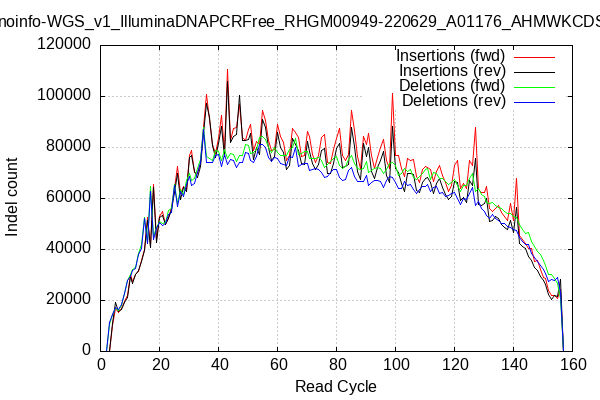 noinfo-WGS_v1_IlluminaDNAPCRFree_RHGM00949-220629_A01176_AHMWKCDS
Insertions (fwd)
Insertions (rev)
Deletions (fwd)
Deletions (rev)
120000
100000
80000
60000
40000
20000
0
Indel count
0 20 40 60 80 100 120 140 160
Read Cycle